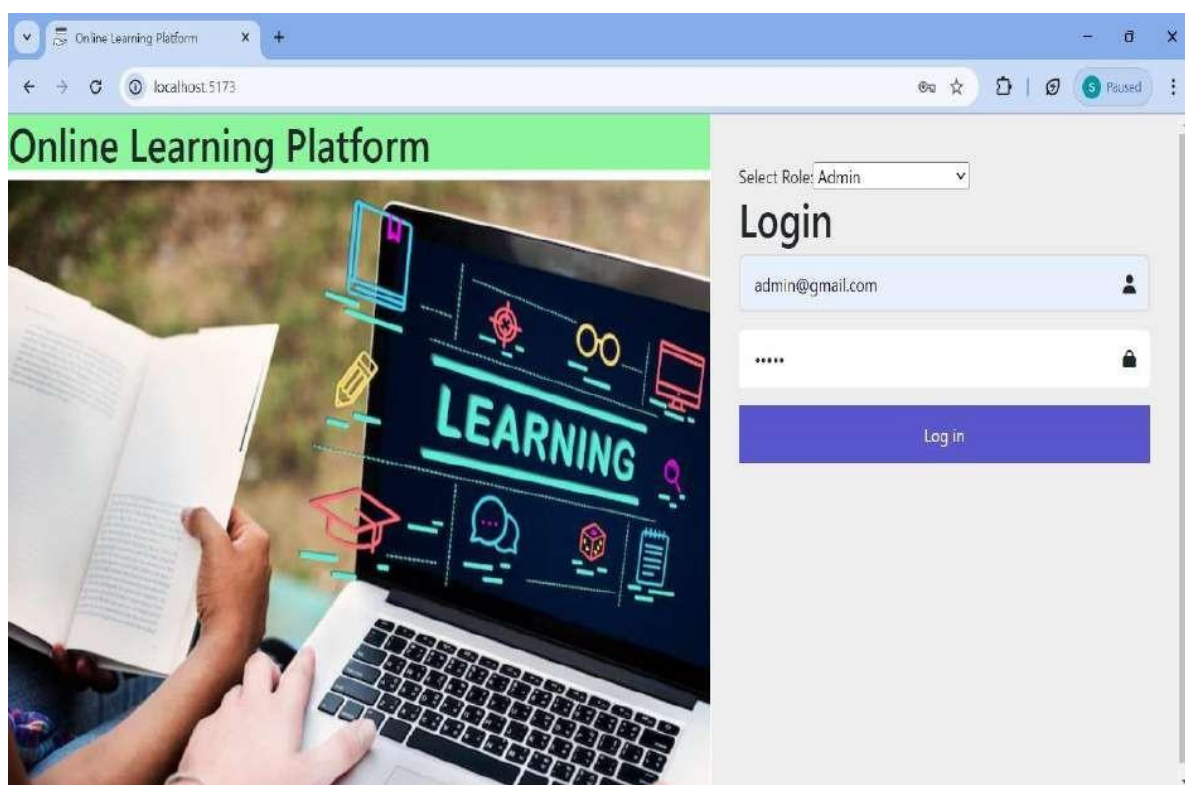 Online Learning Platform
localhost:5173
S Paused
Online Learning Platform
LEARNING
Select Role: Admin
Login
admin@gmail.com
•••••
Log in